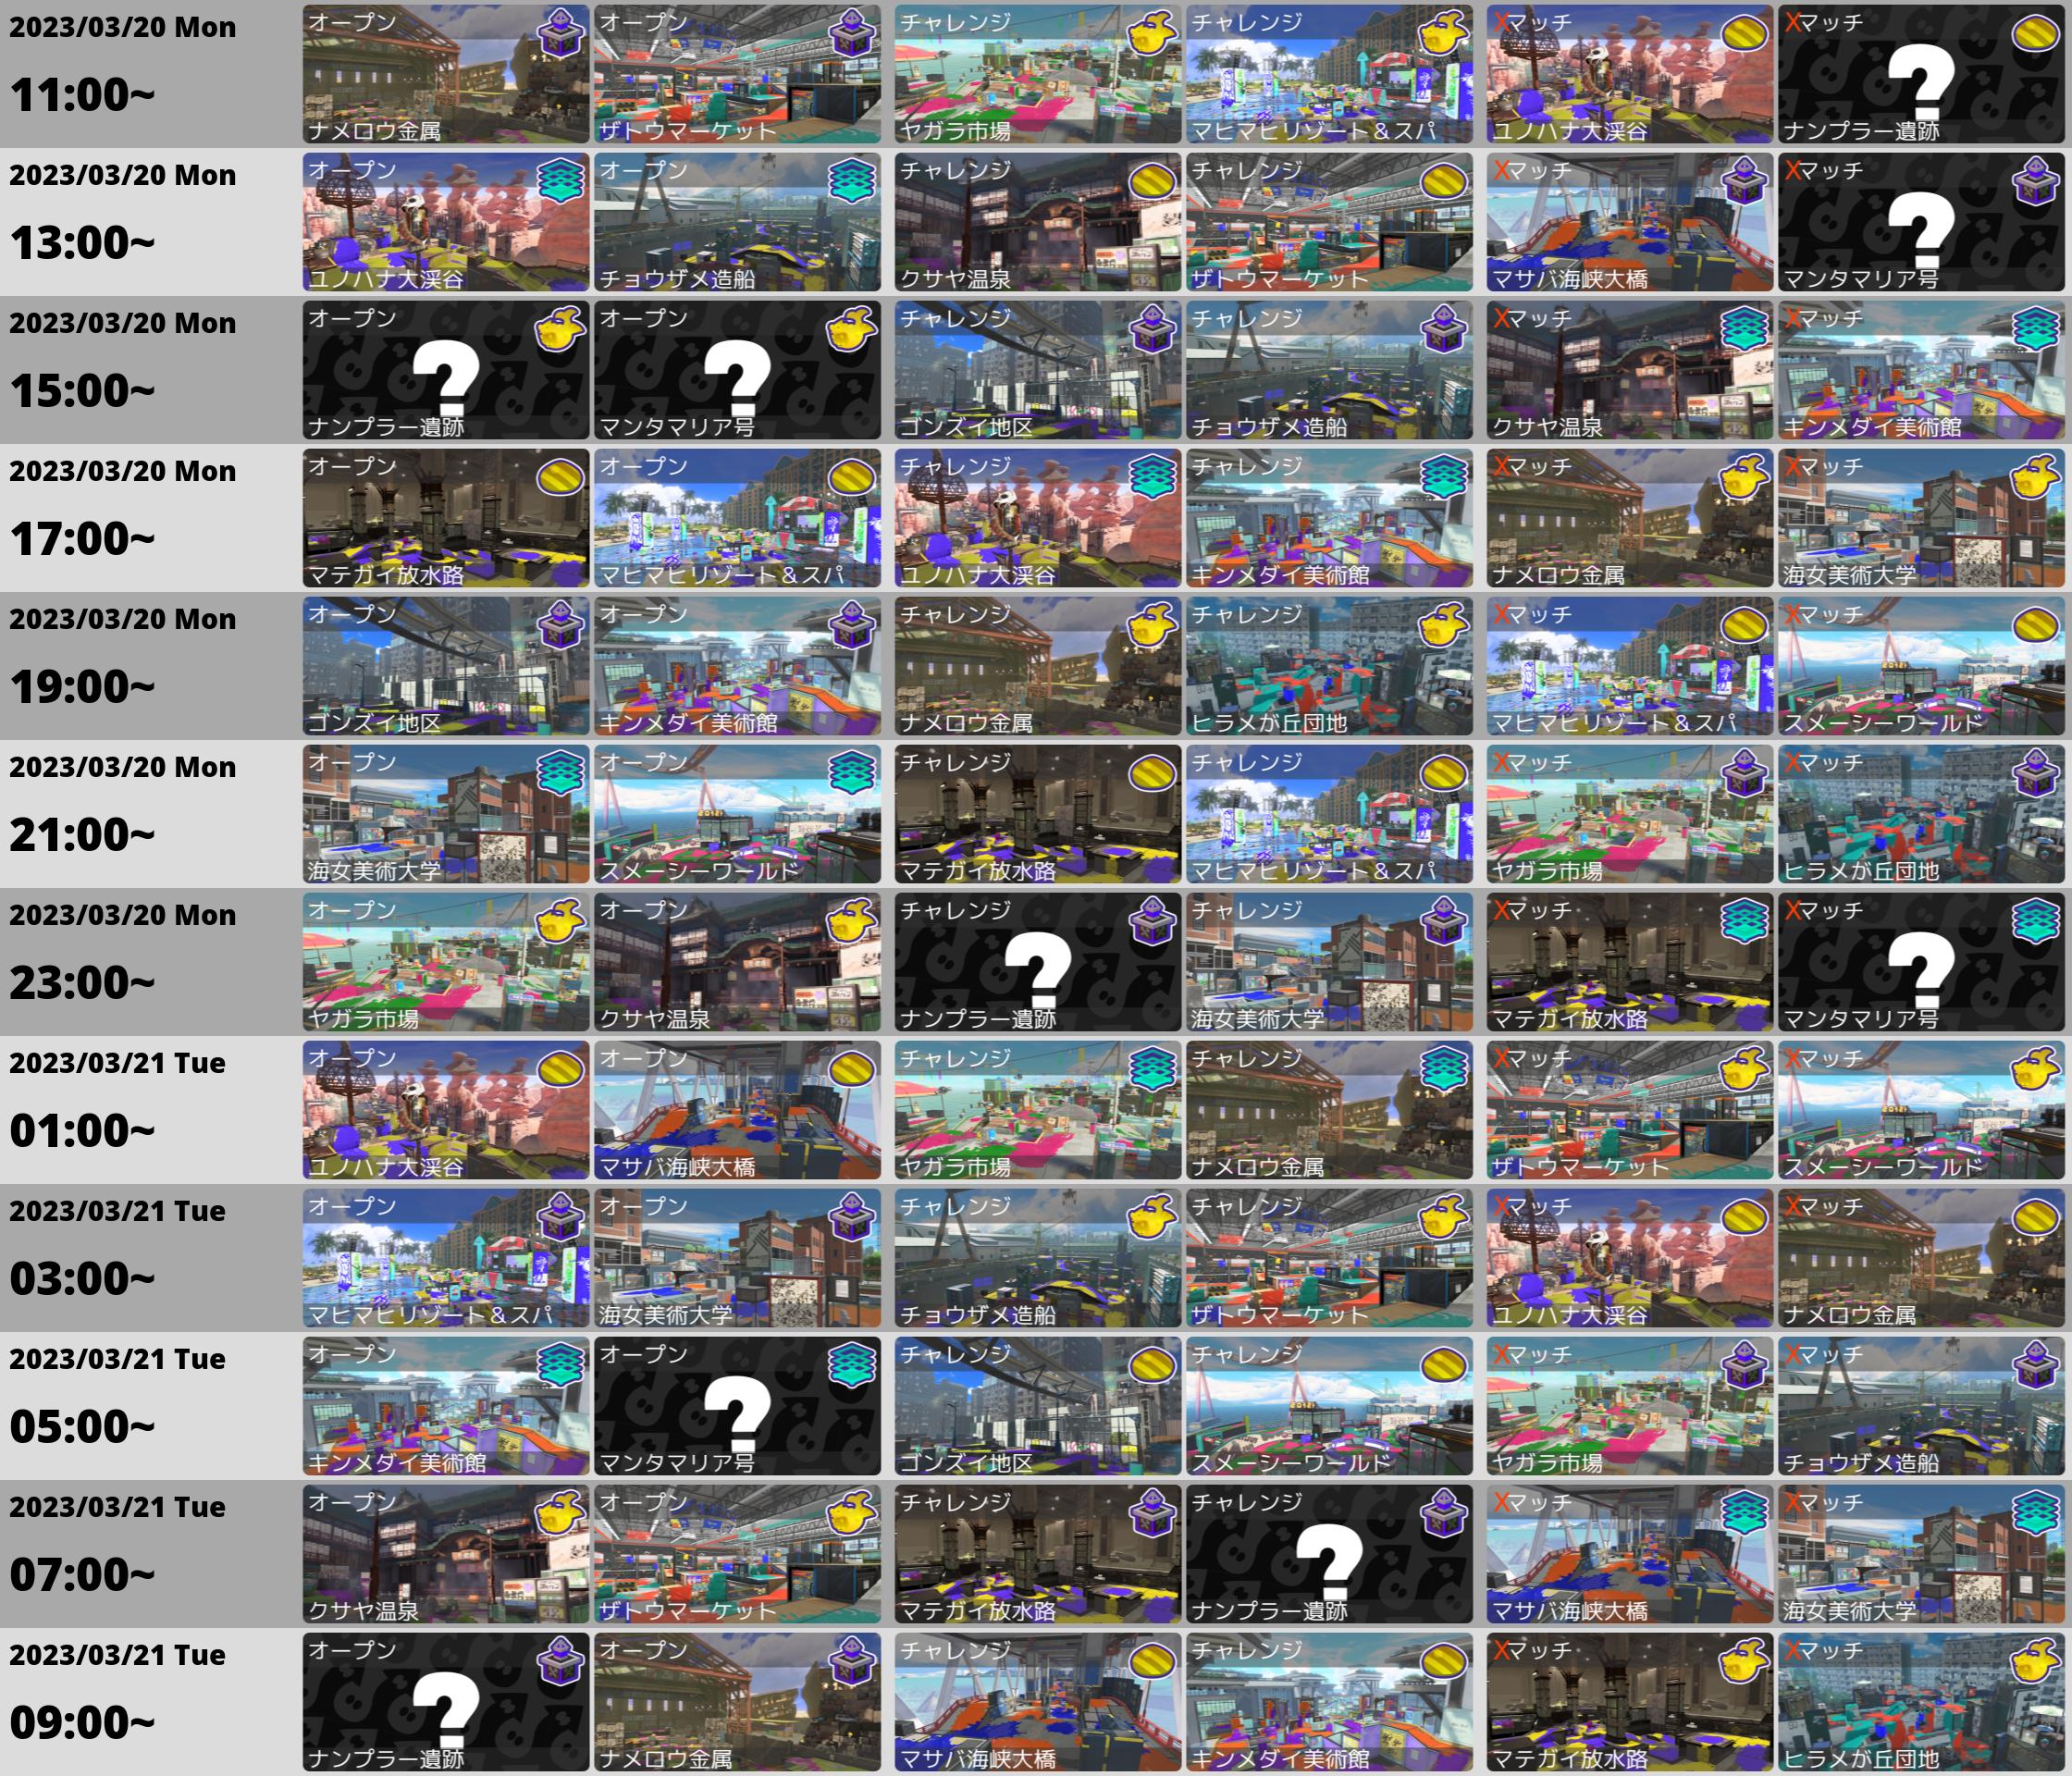 2023/03/20 Mon
11:00~
オープン オープン チャレンジ チャレンジ Xマッチ Xマッチ
ナメロウ金属 ザトウマーケット ヤガラ市場 マヒマヒリゾート&スパ ユノハナ大渓谷 ナンプラー遺跡
2023/03/20 Mon
13:00~
オープン オープン チャレンジ チャレンジ Xマッチ Xマッチ
ユノハナ大渓谷 チョウザメ造船 クサヤ温泉 ザトウマーケット マサバ海峡大橋 マンタマリア号
2023/03/20 Mon
15:00~
オープン オープン チャレンジ チャレンジ Xマッチ Xマッチ
ナンプラー遺跡 マンタマリア号 ゴンズイ地区 チョウザメ造船 クサヤ温泉 キンメダイ美術館
2023/03/20 Mon
17:00~
オープン オープン チャレンジ チャレンジ Xマッチ Xマッチ
マテガイ放水路 マヒマヒリゾート&スパ ユノハナ大渓谷 キンメダイ美術館 ナメロウ金属 海女美術大学
2023/03/20 Mon
19:00~
オープン オープン チャレンジ チャレンジ Xマッチ Xマッチ
ゴンズイ地区 キンメダイ美術館 ナメロウ金属 ヒラメが丘団地 マヒマヒリゾート&スパ スメーシーワールド
2023/03/20 Mon
21:00~
オープン オープン チャレンジ チャレンジ Xマッチ Xマッチ
海女美術大学 スメーシーワールド マテガイ放水路 マヒマヒリゾート&スパ ヤガラ市場 ヒラメが丘団地
2023/03/20 Mon
23:00~
オープン オープン チャレンジ チャレンジ Xマッチ Xマッチ
ヤガラ市場 クサヤ温泉 ナンプラー遺跡 海女美術大学 マテガイ放水路 マンタマリア号
2023/03/21 Tue
01:00~
オープン オープン チャレンジ チャレンジ Xマッチ Xマッチ
ユノハナ大渓谷 マサバ海峡大橋 ヤガラ市場 ナメロウ金属 ザトウマーケット スメーシーワールド
2023/03/21 Tue
03:00~
オープン オープン チャレンジ チャレンジ Xマッチ Xマッチ
マヒマヒリゾート&スパ 海女美術大学 チョウザメ造船 ザトウマーケット ユノハナ大渓谷 ナメロウ金属
2023/03/21 Tue
05:00~
オープン オープン チャレンジ チャレンジ Xマッチ Xマッチ
キンメダイ美術館 マンタマリア号 ゴンズイ地区 スメーシーワールド ヤガラ市場 チョウザメ造船
2023/03/21 Tue
07:00~
オープン オープン チャレンジ チャレンジ Xマッチ Xマッチ
クサヤ温泉 ザトウマーケット マテガイ放水路 ナンプラー遺跡 マサバ海峡大橋 海女美術大学
2023/03/21 Tue
09:00~
オープン オープン チャレンジ チャレンジ Xマッチ Xマッチ
ナンプラー遺跡 ナメロウ金属 マサバ海峡大橋 キンメダイ美術館 マテガイ放水路 ヒラメが丘団地